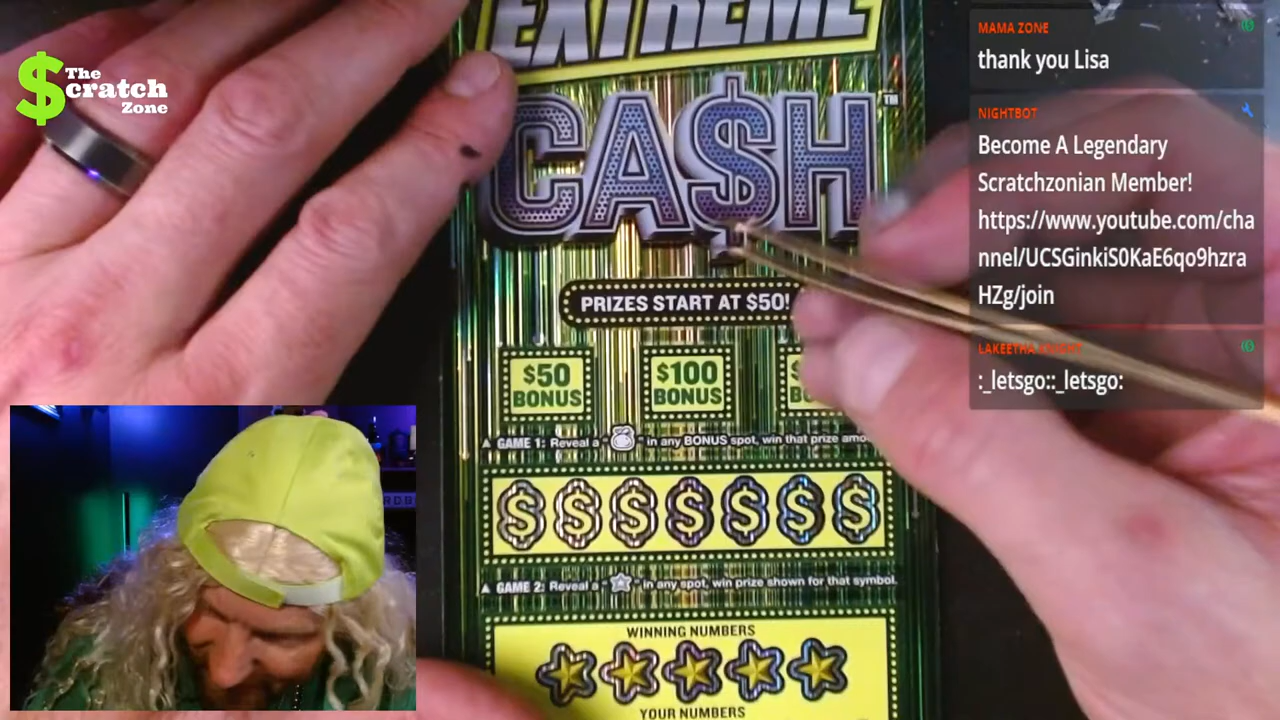 The
$cratch
Zone
EXTREME
CA$H™
PRIZES START AT $50!
$50
BONUS
$100
BONUS
▲ GAME 1: Reveal a " " in any BONUS spot, win that prize
$ $ $ $ $ $ $
▲ GAME 2: Reveal a " " in any spot, win prize shown for that symbol.
WINNING NUMBERS
YOUR NUMBERS
MAMA ZONE
thank you Lisa
NIGHTBOT
Become A Legendary
Scratchzonian Member!
https://www.youtube.com/cha
nnel/UCSGinkiS0KaE6qo9hzra
HZg/join
LAKEETHA KNIGHT
:_letsgo::_letsgo: